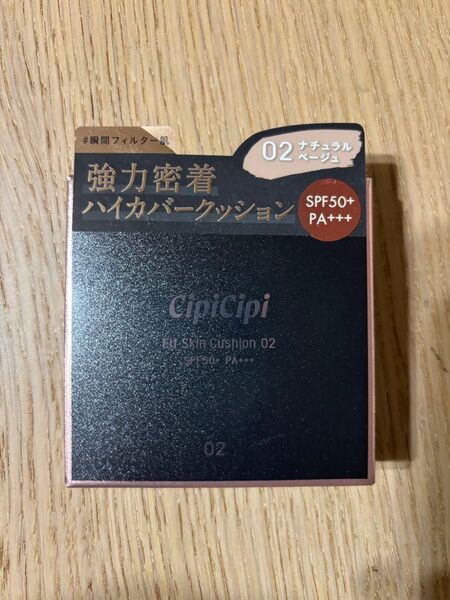 #瞬間フィルター肌
02 ナチュラル
ベージュ
強力密着
ハイカバークッション
SPF50+
PA+++
CipiCipi
Fit Skin Cushion 02
SPF50+ PA+++
02